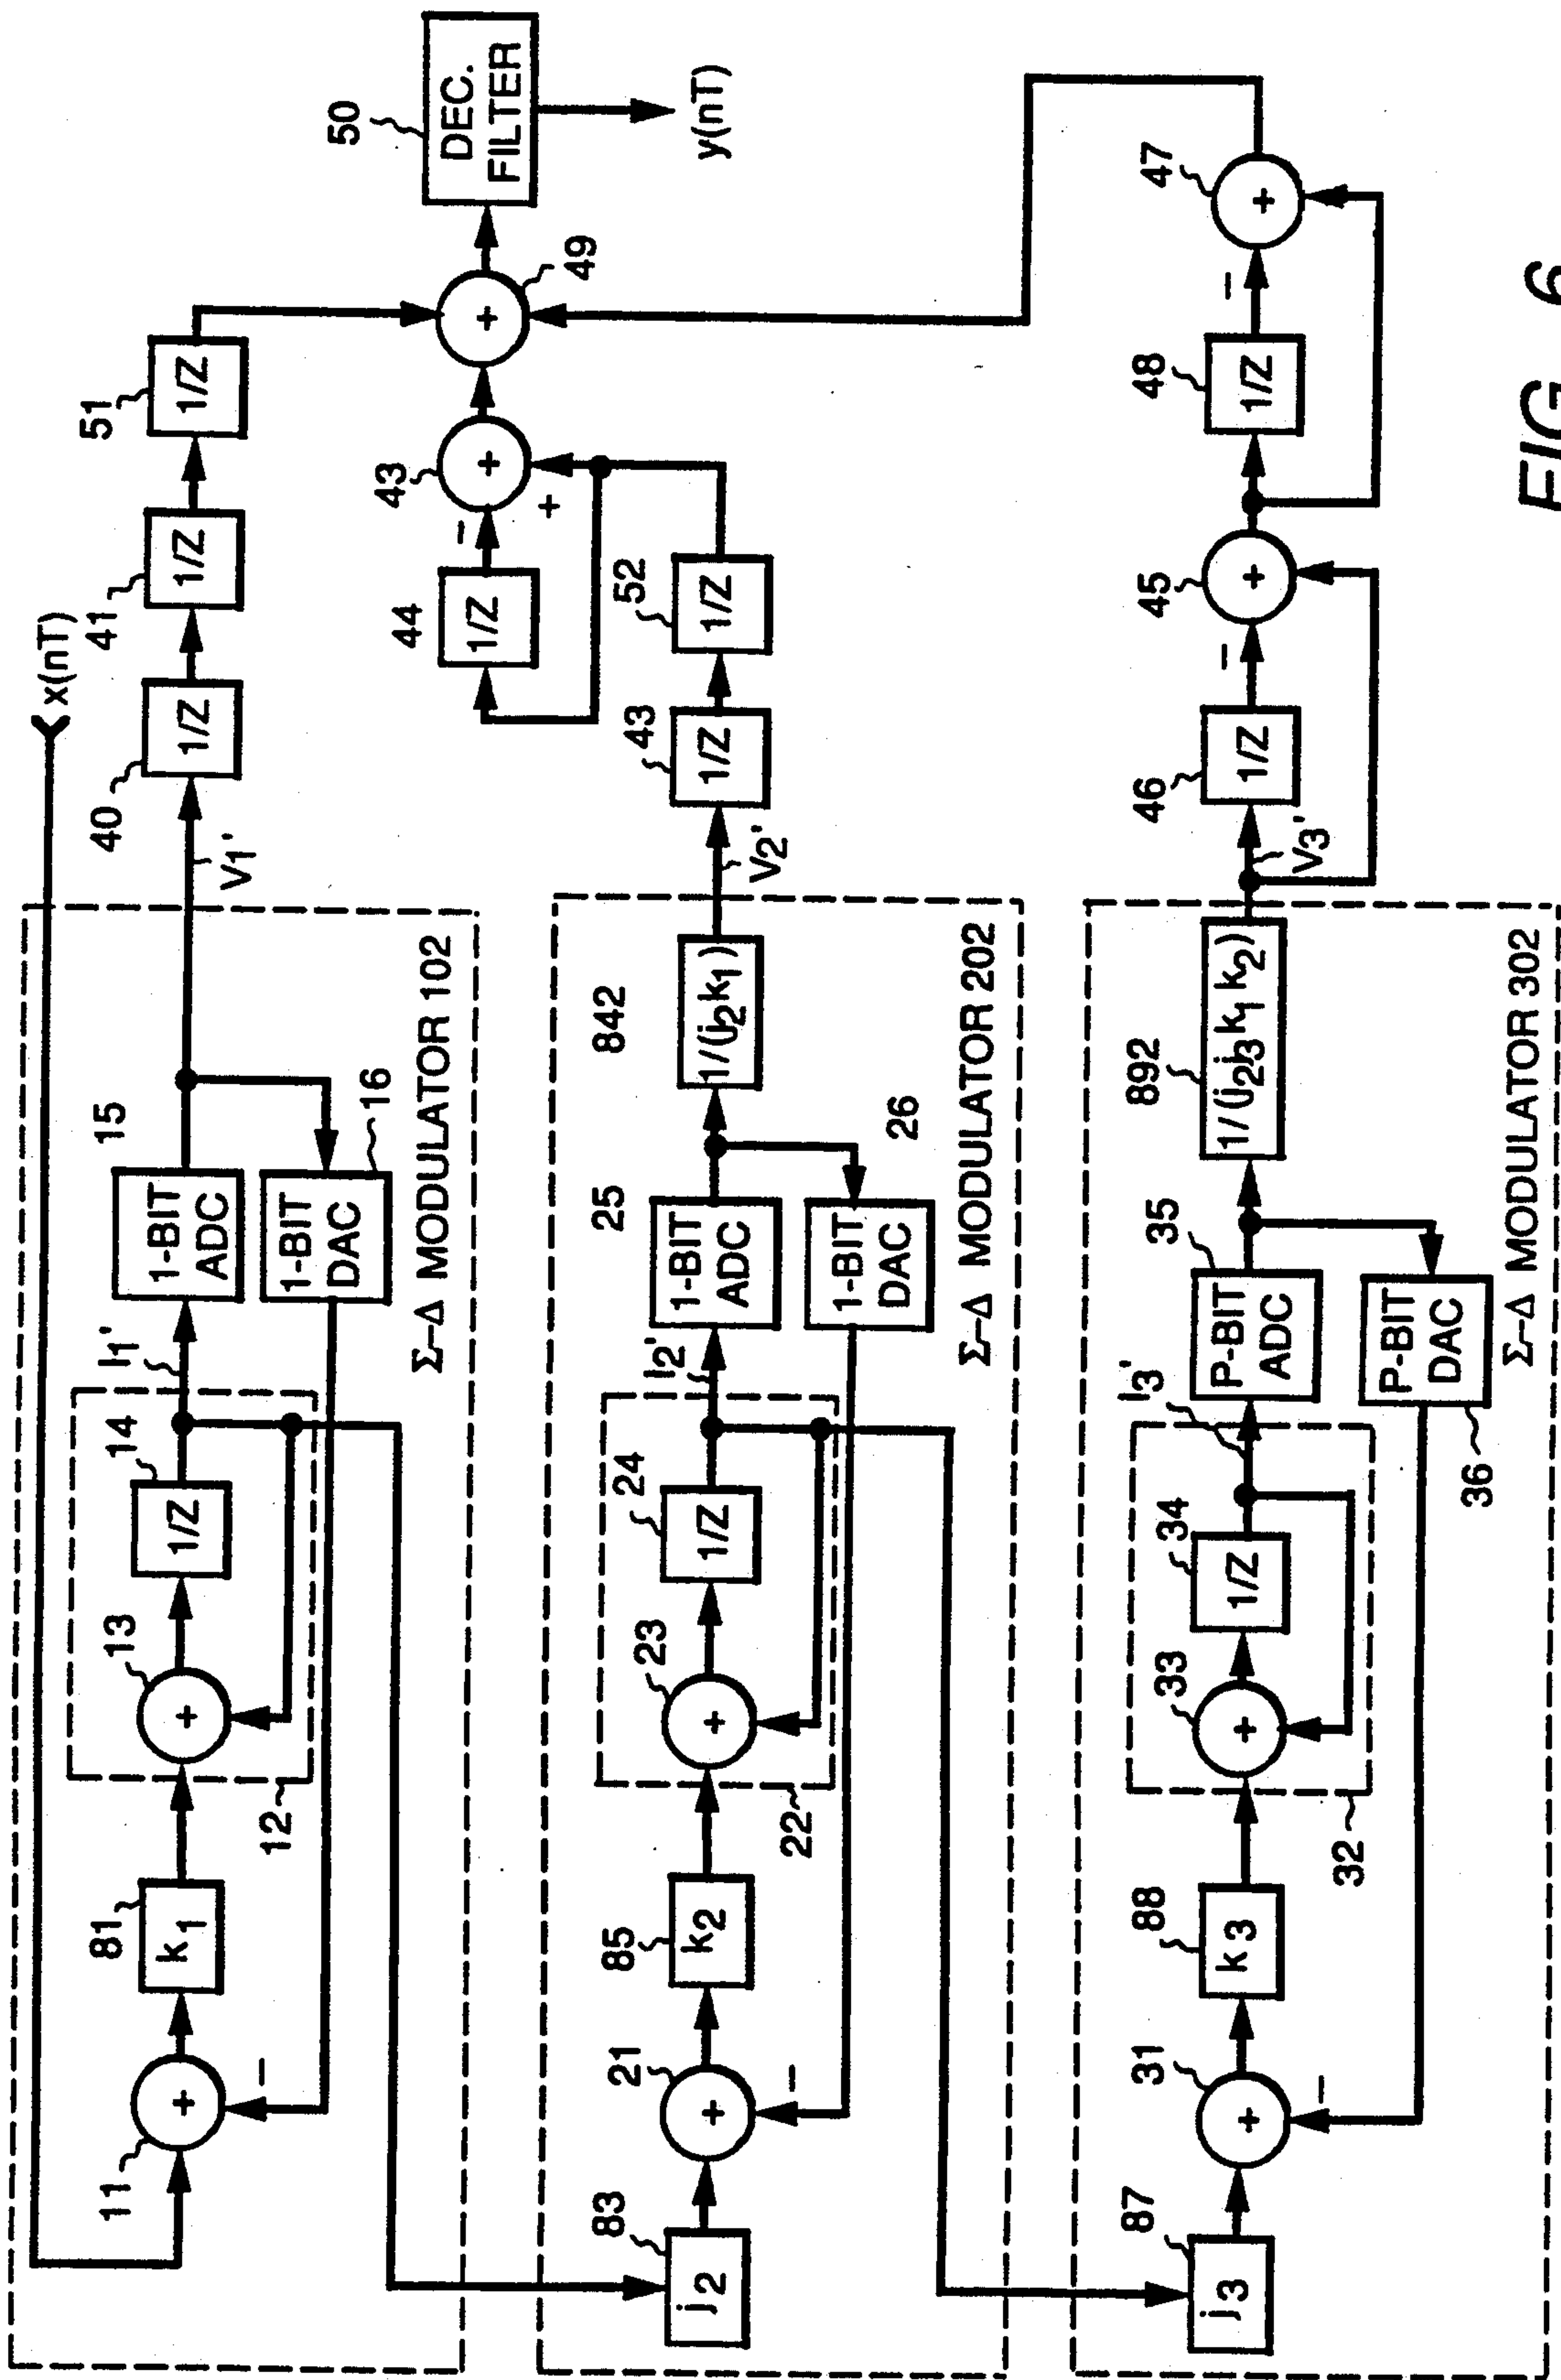 x(nT)
11
81
k1
12
13
+
14
1/Z
I1'
15
1-BIT
ADC
1-BIT
DAC
16
V1'
40
1/Z
41
1/Z
51
1/Z
+
−
Σ–Δ MODULATOR 102
83
j2
21
+
−
85
k2
22
23
+
24
1/Z
I2'
25
1-BIT
ADC
1-BIT
DAC
26
842
1/(j2k1)
V2'
43
1/Z
52
1/Z
44
1/Z
−
+
43
+
+
49
50
DEC.
FILTER
y(nT)
Σ–Δ MODULATOR 202
87
j3
31
+
−
88
k3
32
33
+
34
1/Z
I3'
35
P-BIT
ADC
P-BIT
DAC
36
892
1/(j2j3k1k2)
V3'
46
1/Z
−
45
+
48
1/Z
−
47
+
Σ–Δ MODULATOR 302
FIG. 6